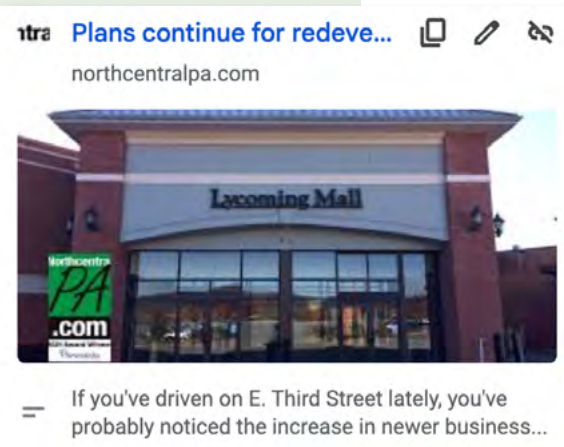 ntra Plans continue for redeve...
northcentralpa.com
Lycoming Mall
Northcentral
PA
.com
If you've driven on E. Third Street lately, you've
probably noticed the increase in newer business...